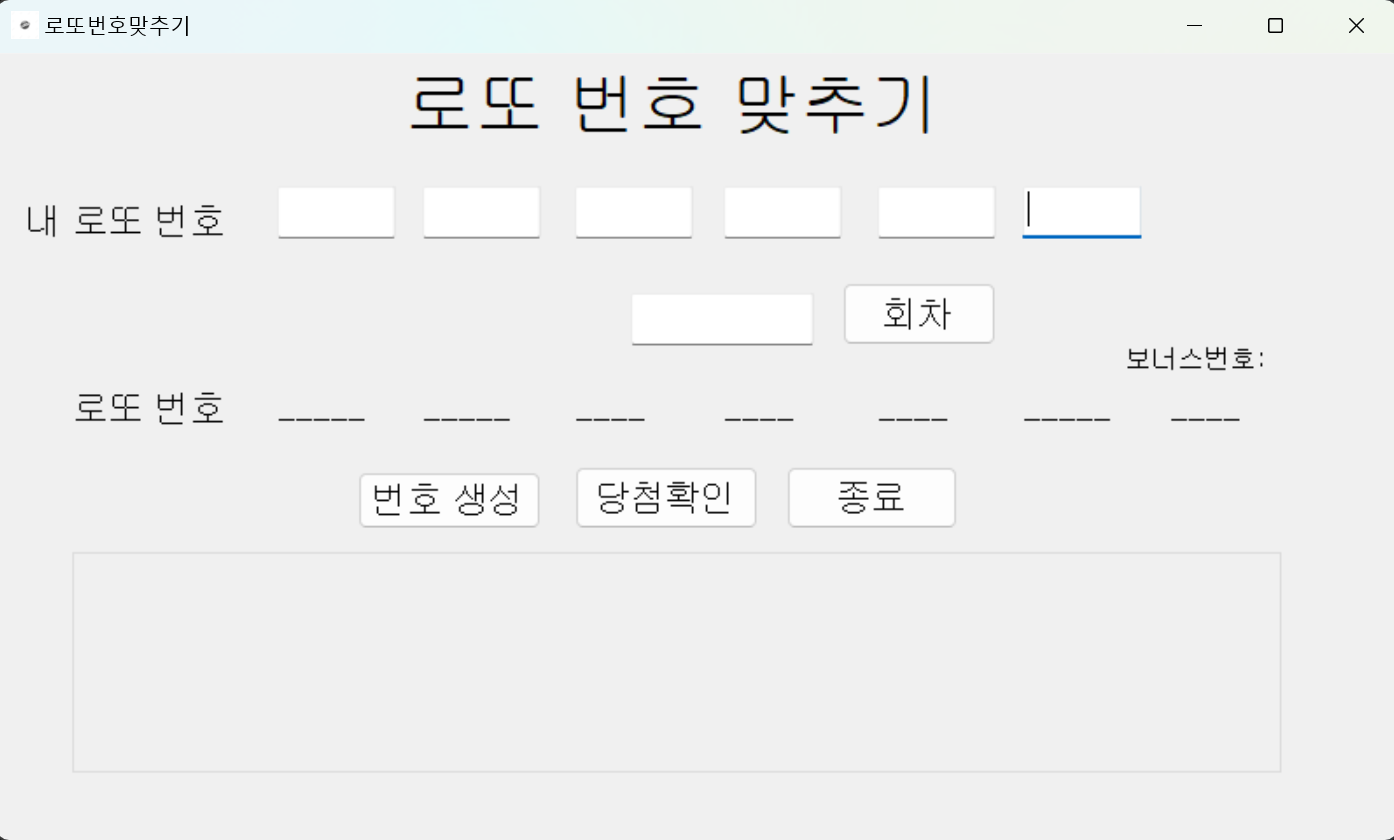 로또번호맞추기
로또 번호 맞추기
내 로또 번호
회차
보너스번호:
로또 번호 _____ _____ ____ ____ ____ _____ ____
번호 생성 당첨확인 종료